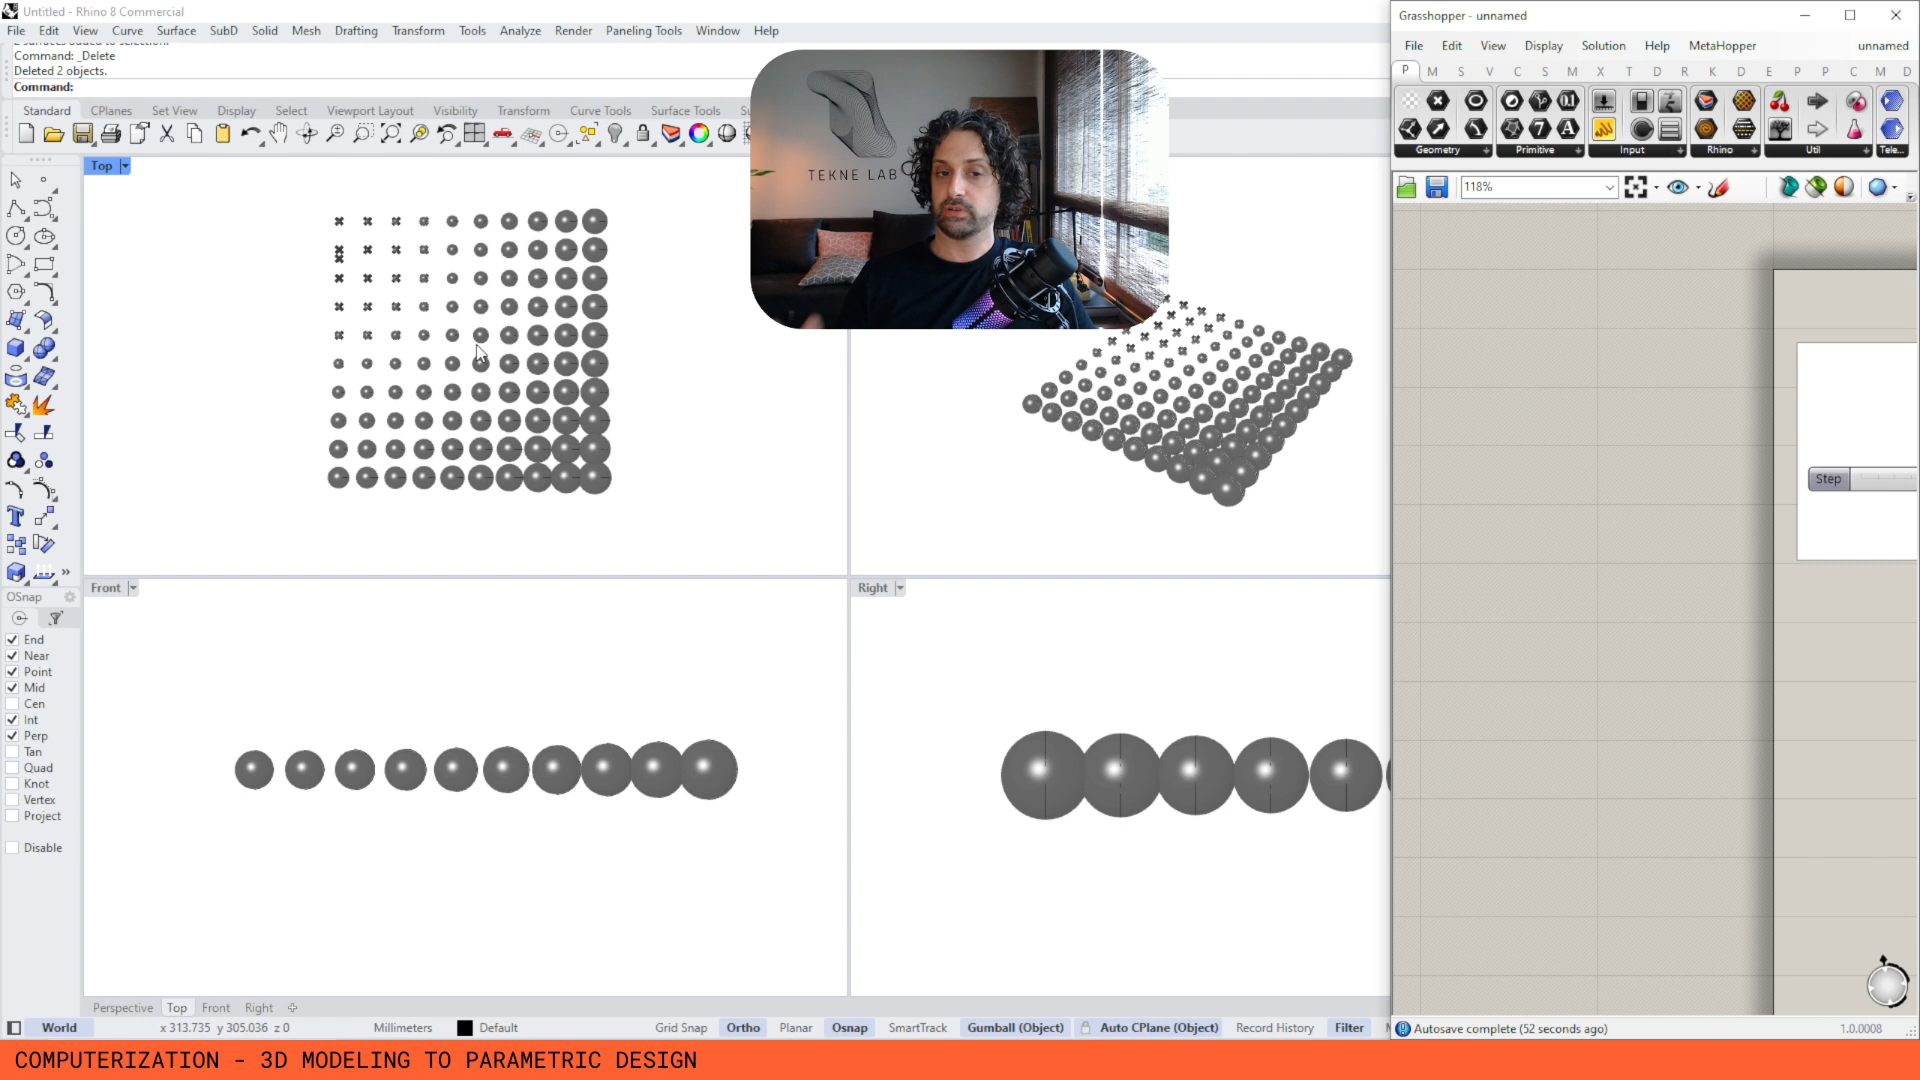 Untitled - Rhino 8 Commercial
File Edit View Curve Surface SubD Solid Mesh Drafting Transform Tools Analyze Render Paneling Tools Window Help
Command: _Delete
Deleted 2 objects.
Command:
Standard CPlanes Set View Display Select Viewport Layout Visibility Transform Curve Tools Surface Tools
Top
TEKNE LAB
Front
Right
OSnap
End
Near
Point
Mid
Cen
Int
Perp
Tan
Quad
Knot
Vertex
Project
Disable
Perspective Top Front Right
World x 313.735 y 305.036 z 0 Millimeters Default Grid Snap Ortho Planar Osnap SmartTrack Gumball (Object) Auto CPlane (Object) Record History Filter
Grasshopper - unnamed
File Edit View Display Solution Help MetaHopper unnamed
P M S V C S M X T D R K D E P P C M D
Geometry Primitive Input Rhino Util Tele...
118%
Step
Autosave complete (52 seconds ago) 1.0.0008
COMPUTERIZATION - 3D MODELING TO PARAMETRIC DESIGN